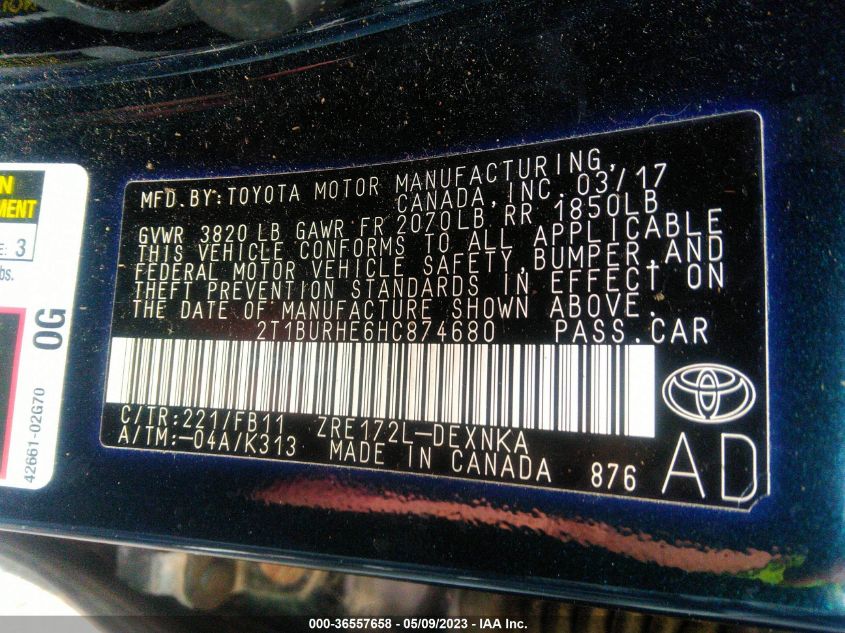 MFD. BY: TOYOTA MOTOR MANUFACTURING,
CANADA, INC. 03/17
GVWR 3820 LB GAWR FR 2070LB RR 1850LB
THIS VEHICLE CONFORMS TO ALL APPLICABLE
FEDERAL MOTOR VEHICLE SAFETY, BUMPER, AND
THEFT PREVENTION STANDARDS IN EFFECT ON
THE DATE OF MANUFACTURE SHOWN ABOVE.
2T1BURHE6HC874680 PASS. CAR
C/TR: 221/FB11 ZRE172L-DEXNKA
A/TM: -04A/K313 MADE IN CANADA 876
AD
3
bs.
0G
42661-02G70
000-36557658 - 05/09/2023 - IAA Inc.